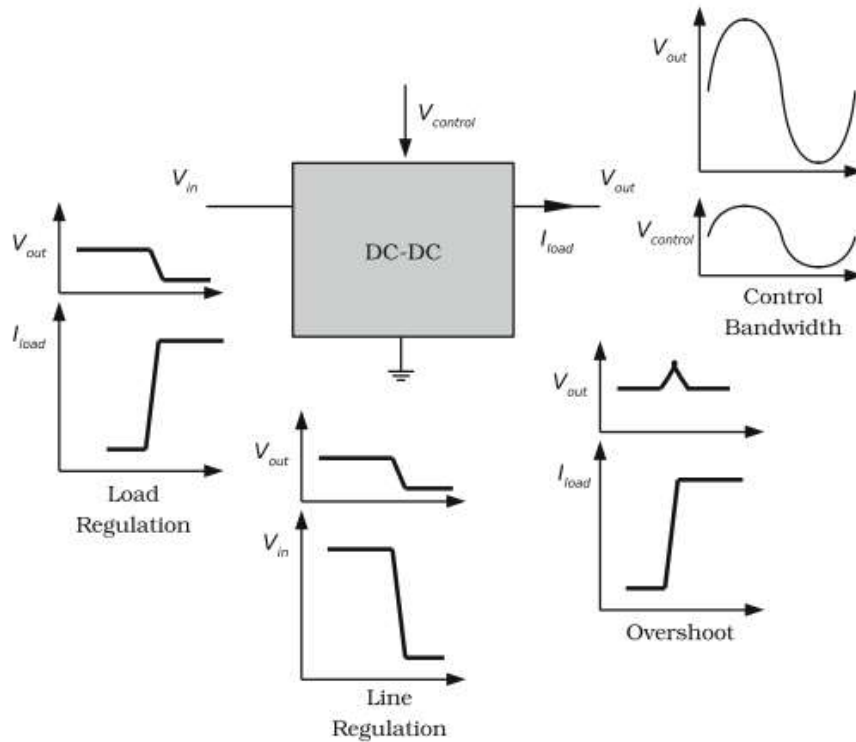 V_out
V_control
V_in
V_out
V_control
DC-DC
I_load
V_out
Control
Bandwidth
I_load
V_out
V_out
I_load
Load
Regulation
V_in
Overshoot
Line
Regulation